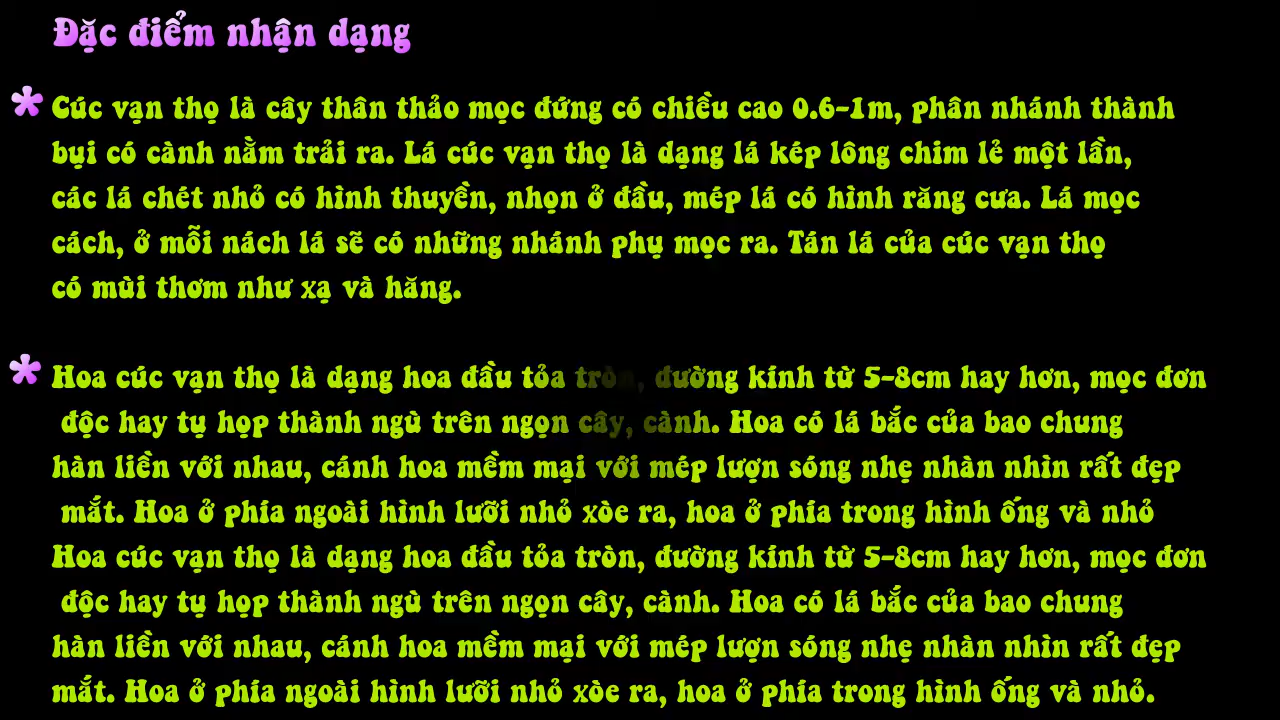 Đặc điểm nhận dạng
* Cúc vạn thọ là cây thân thảo mọc đứng có chiều cao 0.6-1m, phân nhánh thành
bụi có cành nằm trải ra. Lá cúc vạn thọ là dạng lá kép lông chim lẻ một lần,
các lá chét nhỏ có hình thuyền, nhọn ở đầu, mép lá có hình răng cưa. Lá mọc
cách, ở mỗi nách lá sẽ có những nhánh phụ mọc ra. Tán lá của cúc vạn thọ
có mùi thơm như xạ và hăng.
* Hoa cúc vạn thọ là dạng hoa đầu tỏa tròn, đường kính từ 5-8cm hay hơn, mọc đơn
độc hay tụ họp thành ngù trên ngọn cây, cành. Hoa có lá bắc của bao chung
hàn liền với nhau, cánh hoa mềm mại với mép lượn sóng nhẹ nhàn nhìn rất đẹp
mắt. Hoa ở phía ngoài hình lưỡi nhỏ xòe ra, hoa ở phía trong hình ống và nhỏ
Hoa cúc vạn thọ là dạng hoa đầu tỏa tròn, đường kính từ 5-8cm hay hơn, mọc đơn
độc hay tụ họp thành ngù trên ngọn cây, cành. Hoa có lá bắc của bao chung
hàn liền với nhau, cánh hoa mềm mại với mép lượn sóng nhẹ nhàn nhìn rất đẹp
mắt. Hoa ở phía ngoài hình lưỡi nhỏ xòe ra, hoa ở phía trong hình ống và nhỏ.